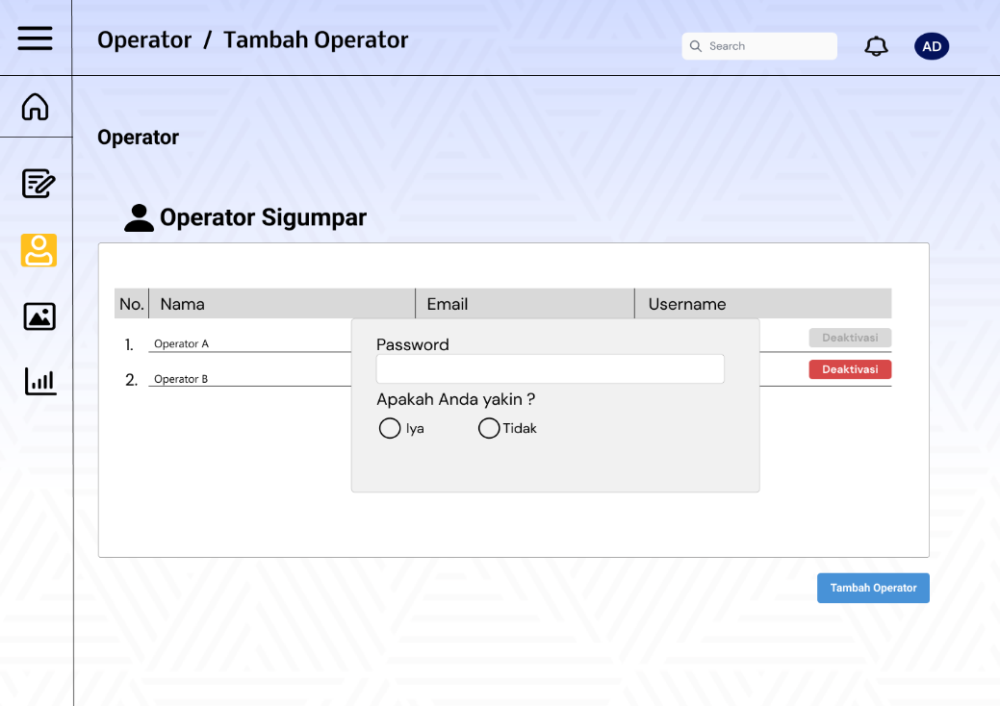 Operator / Tambah Operator
Search
AD
Operator
Operator Sigumpar
No. Nama Email Username
1. Operator A Deaktivasi
2. Operator B Deaktivasi
Password
Apakah Anda yakin ?
Iya Tidak
Tambah Operator